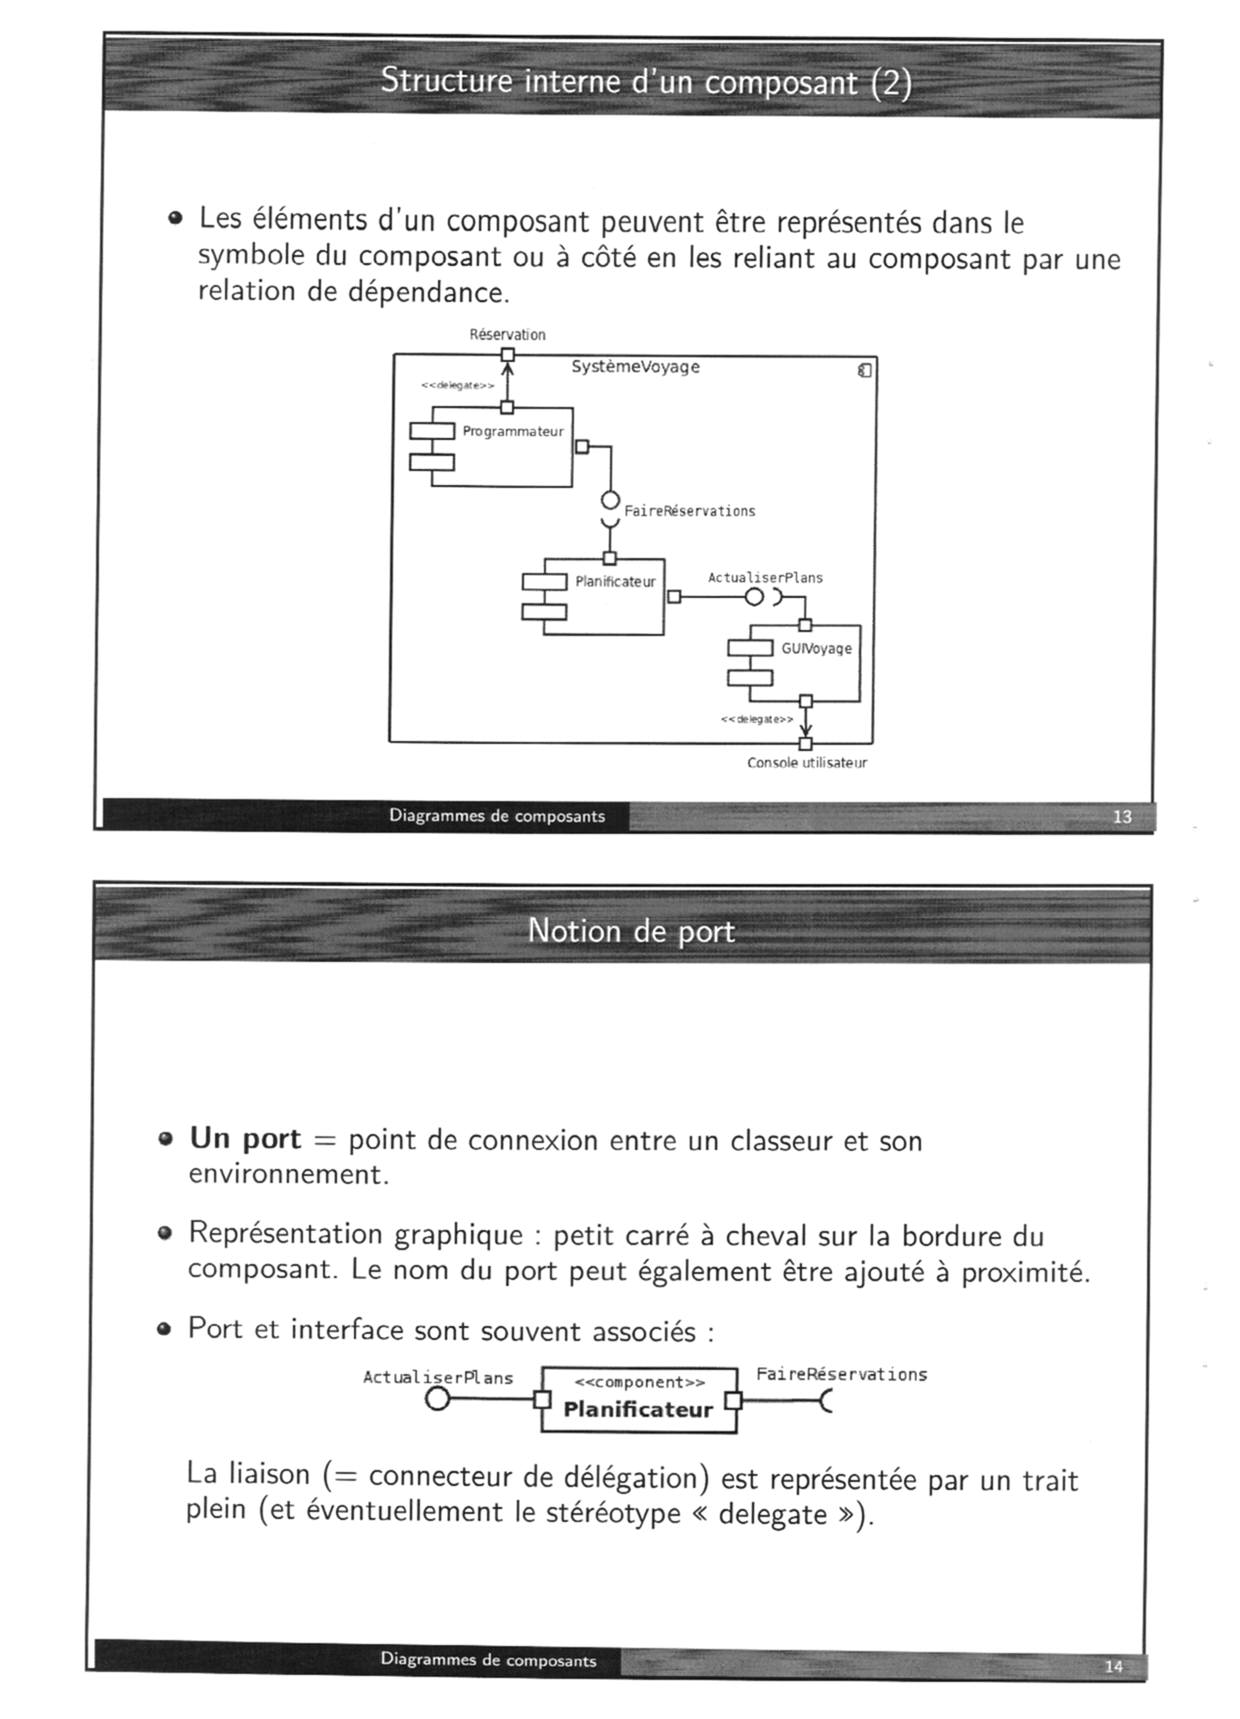 Structure interne d'un composant (2)
Les éléments d'un composant peuvent être représentés dans le
symbole du composant ou à côté en les reliant au composant par une
relation de dépendance.
Réservation
SystèmeVoyage
<<delegate>>
Programmateur
FaireRéservations
Planificateur
ActualiserPlans
GUIVoyage
<<delegate>>
Console utilisateur
Diagrammes de composants
13
Notion de port
Un port = point de connexion entre un classeur et son
environnement.
Représentation graphique : petit carré à cheval sur la bordure du
composant. Le nom du port peut également être ajouté à proximité.
Port et interface sont souvent associés :
ActualiserPlans
<<component>>
Planificateur
FaireRéservations
La liaison (= connecteur de délégation) est représentée par un trait
plein (et éventuellement le stéréotype « delegate »).
Diagrammes de composants
14